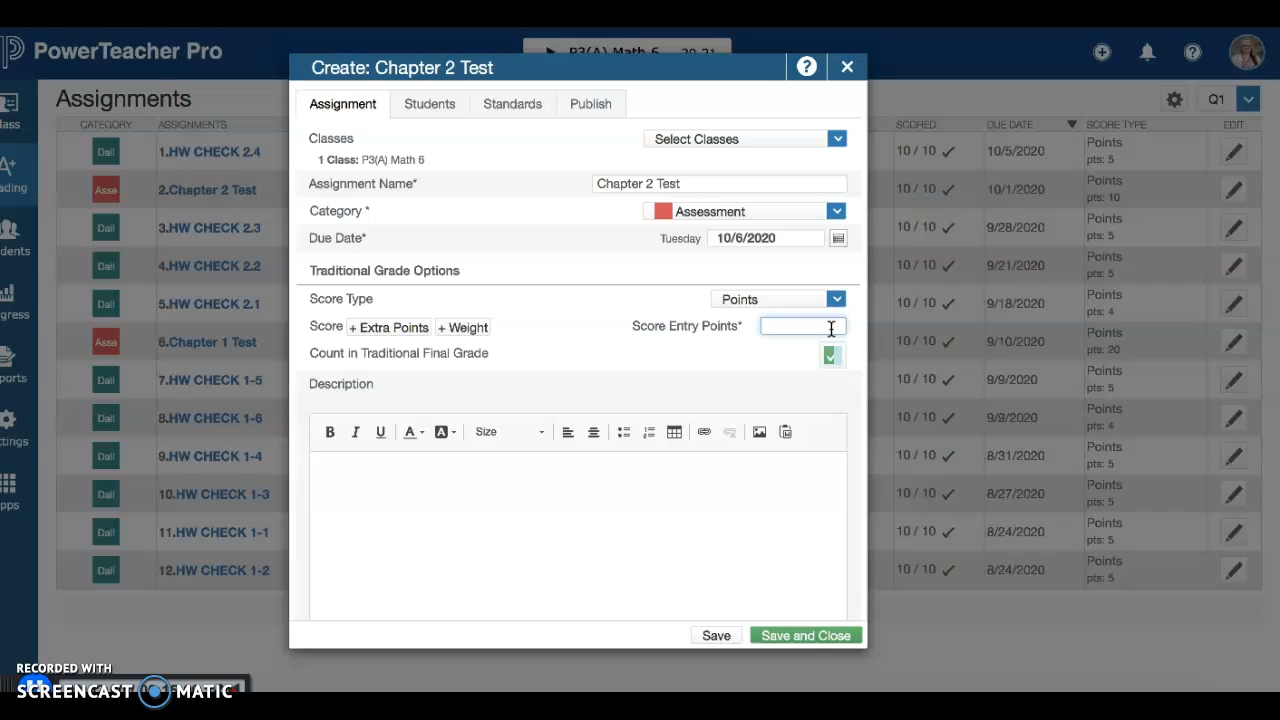 PowerTeacher Pro
P3(A) Math 6 20-21
Create: Chapter 2 Test
Assignments
Q1
Assignment Students Standards Publish
CATEGORY ASSIGNMENTS SCORED DUE DATE SCORE TYPE EDIT
Classes Select Classes
1 Class: P3(A) Math 6
Assignment Name* Chapter 2 Test
Category * Assessment
Due Date* Tuesday 10/6/2020
Traditional Grade Options
Score Type Points
Score + Extra Points + Weight Score Entry Points*
Count in Traditional Final Grade
Description
B I U A A Size
Save Save and Close
Dail 1.HW CHECK 2.4 10 / 10 10/5/2020 Points
pts: 5
Asse 2.Chapter 2 Test 10 / 10 10/1/2020 Points
pts: 10
Dail 3.HW CHECK 2.3 10 / 10 9/28/2020 Points
pts: 5
Dail 4.HW CHECK 2.2 10 / 10 9/21/2020 Points
pts: 5
Dail 5.HW CHECK 2.1 10 / 10 9/18/2020 Points
pts: 4
Asse 6.Chapter 1 Test 10 / 10 9/10/2020 Points
pts: 20
Dail 7.HW CHECK 1-5 10 / 10 9/9/2020 Points
pts: 5
Dail 8.HW CHECK 1-6 10 / 10 9/9/2020 Points
pts: 4
Dail 9.HW CHECK 1-4 10 / 10 8/31/2020 Points
pts: 5
Dail 10.HW CHECK 1-3 10 / 10 8/27/2020 Points
pts: 5
Dail 11.HW CHECK 1-1 10 / 10 8/24/2020 Points
pts: 5
Dail 12.HW CHECK 1-2 10 / 10 8/24/2020 Points
pts: 5
lass
ading
dents
gress
ports
ttings
pps
RECORDED WITH
SCREENCAST MATIC